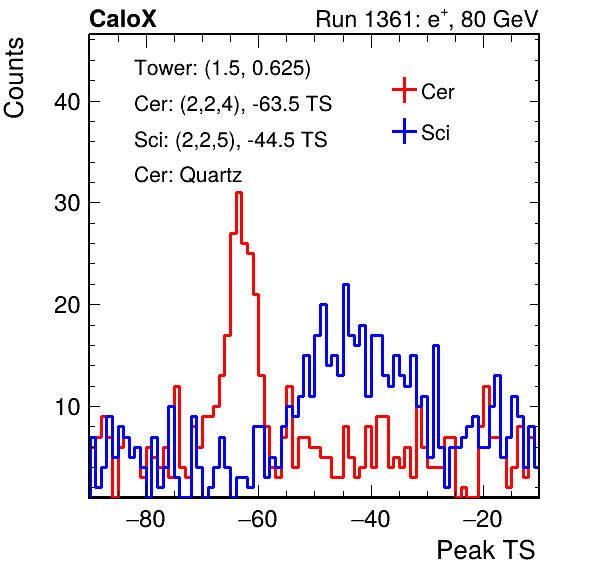 CaloX Run 1361: e⁺, 80 GeV
Counts
Tower: (1.5, 0.625)
Cer: (2,2,4), -63.5 TS
Sci: (2,2,5), -44.5 TS
Cer: Quartz
Cer
Sci
40
30
20
10
−80 −60 −40 −20
Peak TS